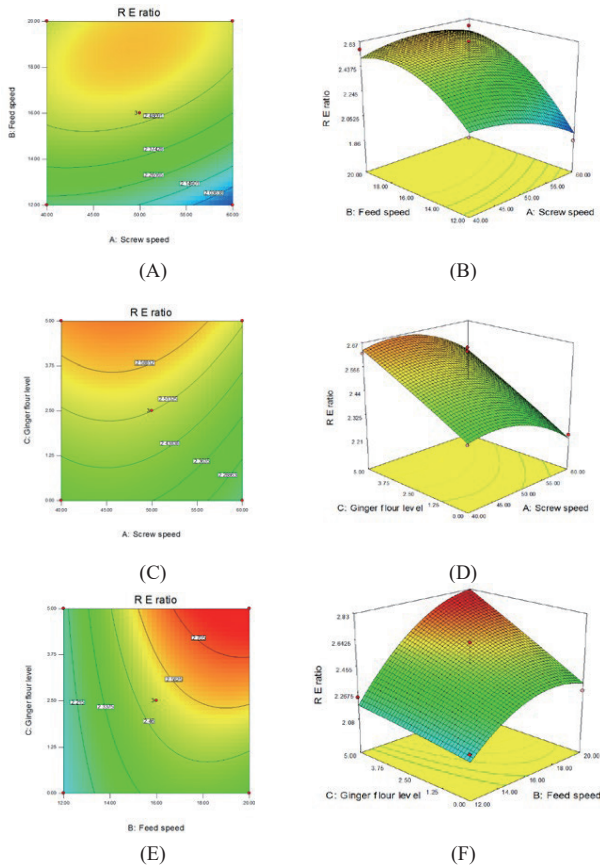 R E ratio
20.00
18.00
16.00
14.00
12.00
B: Feed speed
40.00 45.00 50.00 55.00 60.00
A: Screw speed
(A)
2.4375
2.245
2.0525
1.86
R E ratio
20.00 18.00 16.00 14.00 12.00
B: Feed speed
40.00 45.00 50.00 55.00 60.00
A: Screw speed
(B)
R E ratio
5.00
3.75
2.50
1.25
0.00
C: Ginger flour level
40.00 45.00 50.00 55.00 60.00
A: Screw speed
(C)
2.67
2.555
2.44
2.325
2.21
R E ratio
5.00 3.75 2.50 1.25 0.00
C: Ginger flour level
40.00 45.00 50.00 55.00 60.00
A: Screw speed
(D)
R E ratio
5.00
3.75
2.50
1.25
0.00
C: Ginger flour level
12.00 14.00 16.00 18.00 20.00
B: Feed speed
(E)
2.83
2.6425
2.455
2.2675
2.08
R E ratio
5.00 3.75 2.50 1.25 0.00
C: Ginger flour level
12.00 14.00 16.00 18.00 20.00
B: Feed speed
(F)